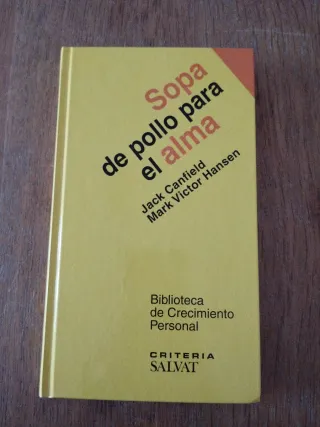 Sopa
de pollo para
el alma
Jack Canfield
Mark Victor Hansen
Biblioteca
de Crecimiento
Personal
CRITERIA
SALVAT